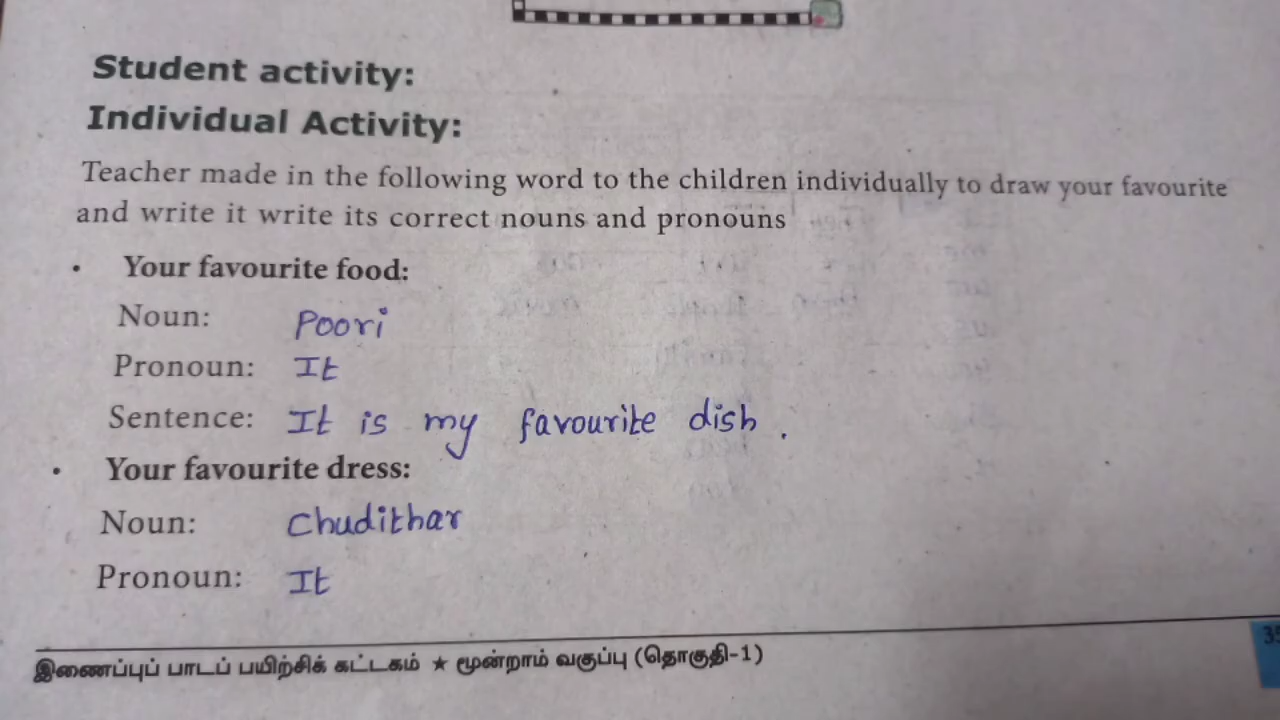 Student activity:
Individual Activity:
Teacher made in the following word to the children individually to draw your favourite
and write it write its correct nouns and pronouns
• Your favourite food:
Noun: Poori
Pronoun: It
Sentence: It is my favourite dish.
• Your favourite dress:
Noun: Chudithar
Pronoun: It
இணைப்புப் பாடப் பயிற்சிக் கட்டகம் ★ மூன்றாம் வகுப்பு (தொகுதி-1)